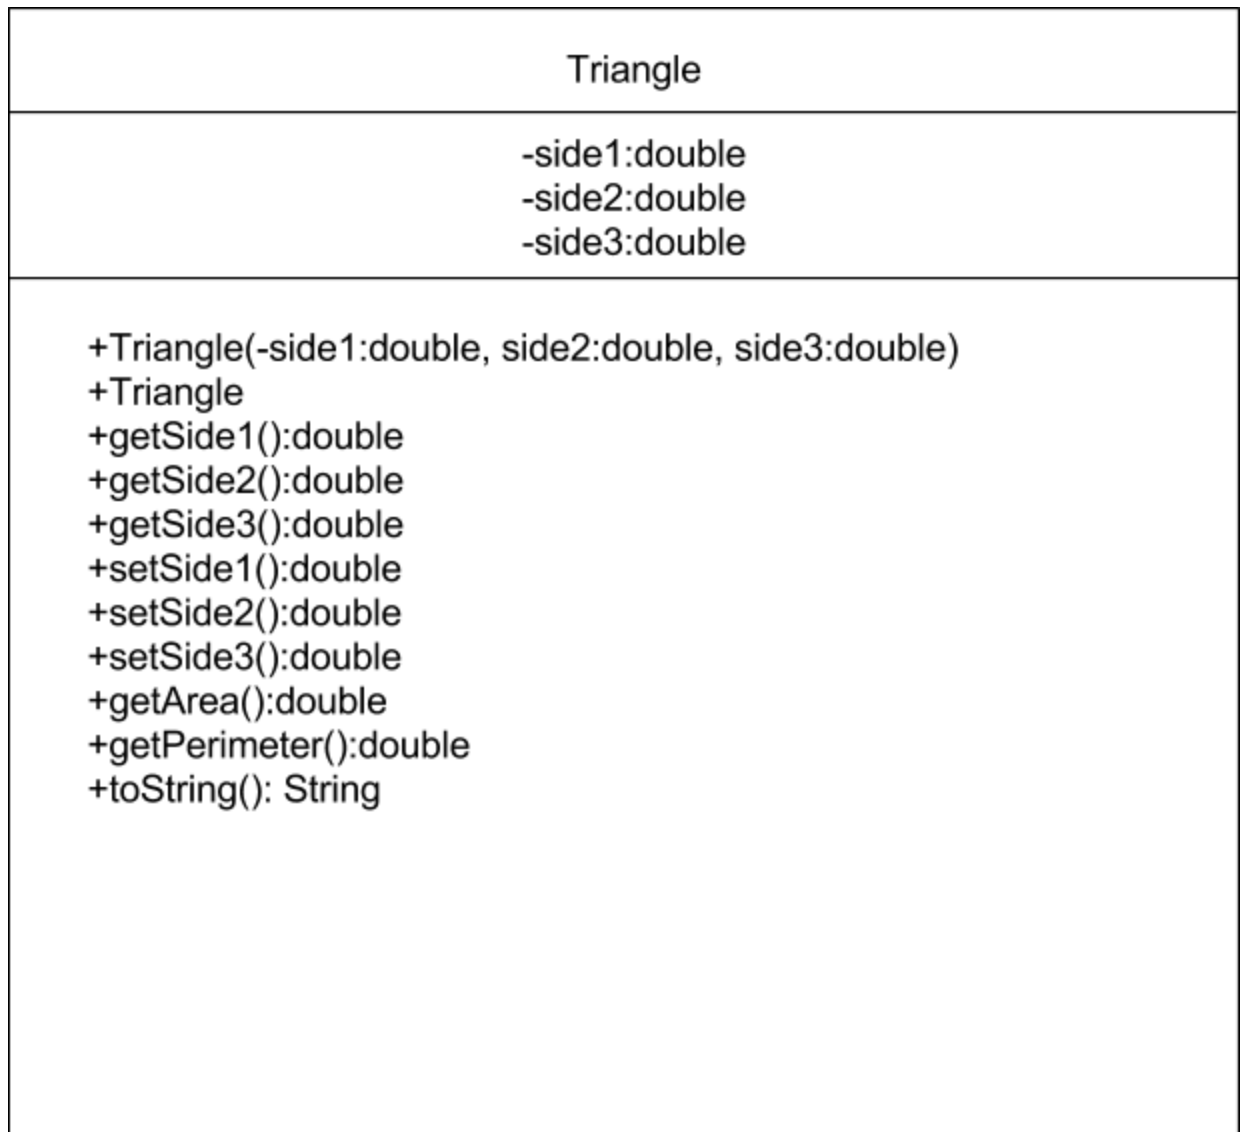 Triangle
-side1:double
-side2:double
-side3:double
+Triangle(-side1:double, side2:double, side3:double)
+Triangle
+getSide1():double
+getSide2():double
+getSide3():double
+setSide1():double
+setSide2():double
+setSide3():double
+getArea():double
+getPerimeter():double
+toString(): String